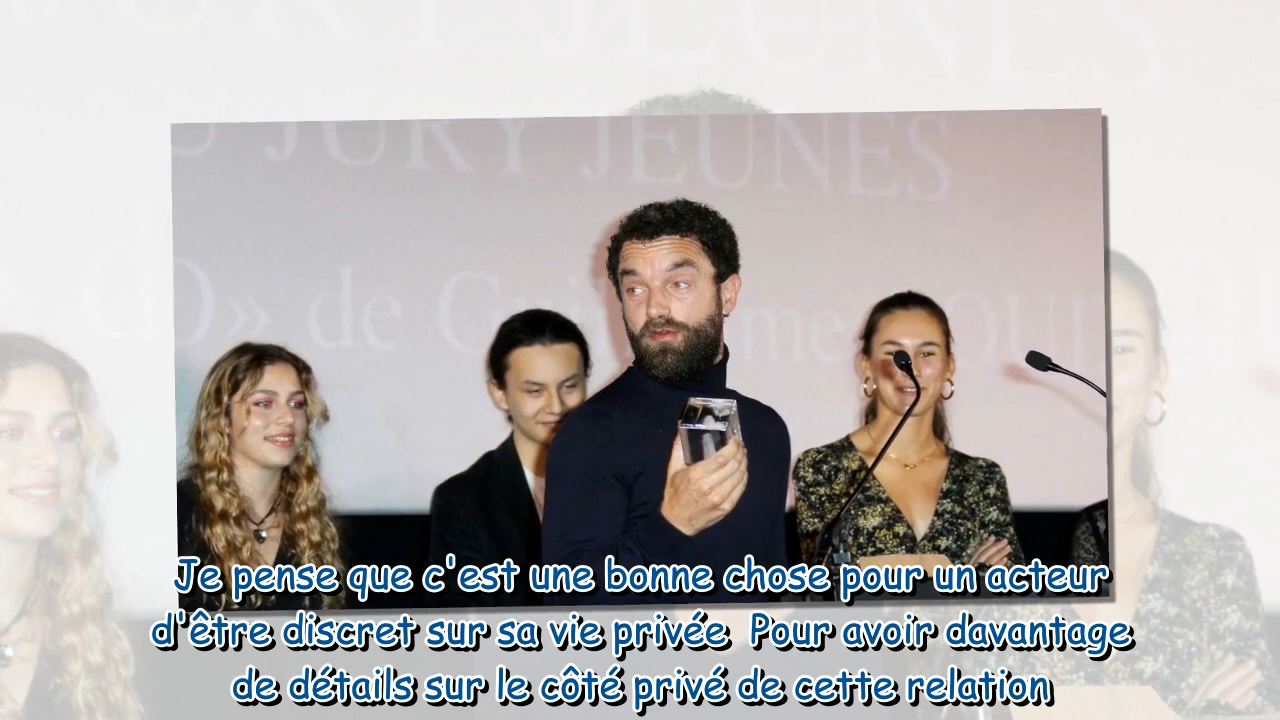 JURY JEUNES
» de
Je pense que c'est une bonne chose pour un acteur
d'être discret sur sa vie privée Pour avoir davantage
de détails sur le côté privé de cette relation